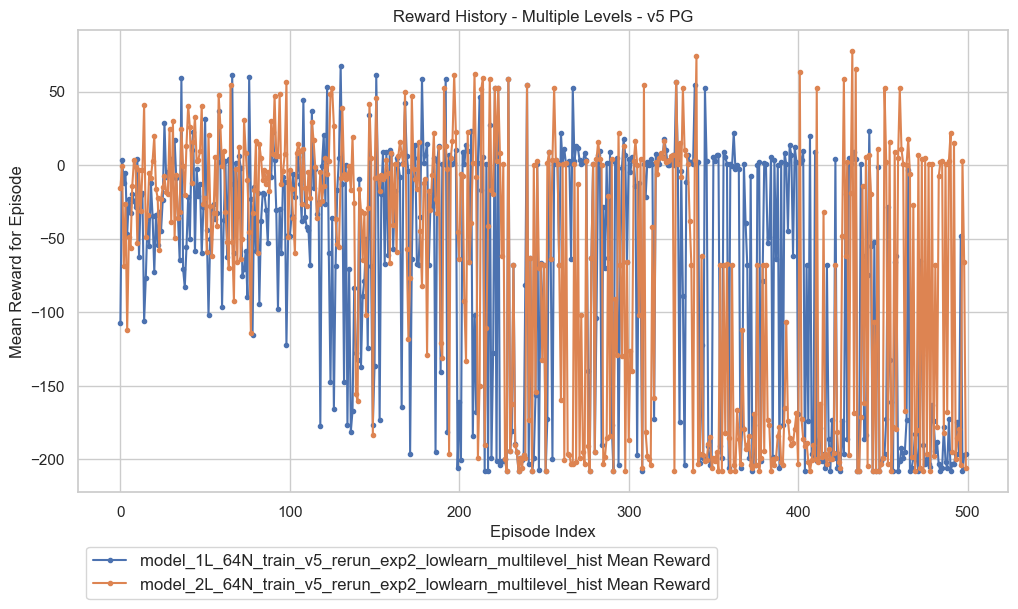 Reward History - Multiple Levels - v5 PG
Mean Reward for Episode
50
0
−50
−100
−150
−200
0 100 200 300 400 500
Episode Index
model_1L_64N_train_v5_rerun_exp2_lowlearn_multilevel_hist Mean Reward
model_2L_64N_train_v5_rerun_exp2_lowlearn_multilevel_hist Mean Reward